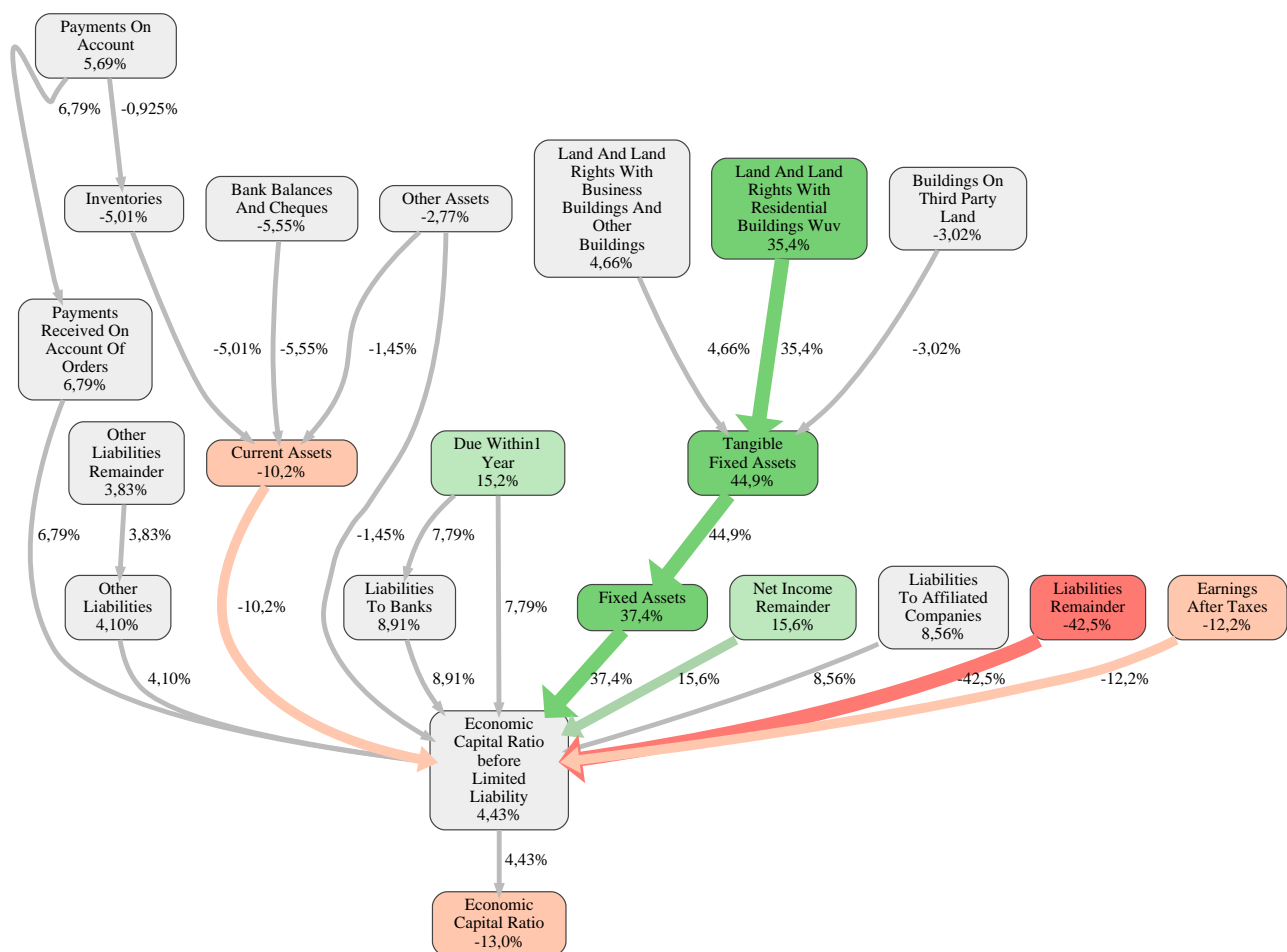 Payments On
Account
5,69%
6,79%
-0,925%
Land And Land
Rights With
Business
Buildings And
Other
Buildings
4,66%
Land And Land
Rights With
Residential
Buildings Wuv
35,4%
Buildings On
Third Party
Land
-3,02%
Inventories
-5,01%
Bank Balances
And Cheques
-5,55%
Other Assets
-2,77%
Payments
Received On
Account Of
Orders
6,79%
-5,01%
-5,55%
-1,45%
4,66%
35,4%
-3,02%
Other
Liabilities
Remainder
3,83%
Current Assets
-10,2%
Due Within1
Year
15,2%
Tangible
Fixed Assets
44,9%
6,79%
3,83%
-1,45%
7,79%
44,9%
Other
Liabilities
4,10%
-10,2%
Liabilities
To Banks
8,91%
7,79%
Fixed Assets
37,4%
Net Income
Remainder
15,6%
Liabilities
To Affiliated
Companies
8,56%
Liabilities
Remainder
-42,5%
Earnings
After Taxes
-12,2%
4,10%
8,91%
37,4%
15,6%
8,56%
-42,5%
-12,2%
Economic
Capital Ratio
before
Limited
Liability
4,43%
4,43%
Economic
Capital Ratio
-13,0%